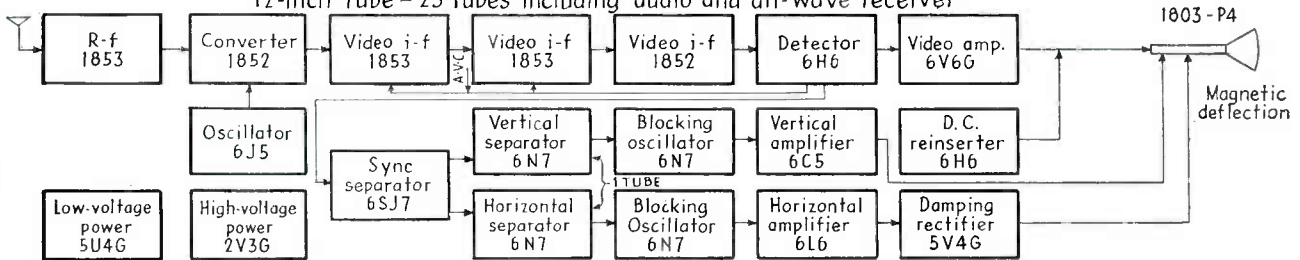 12-inch Tube – 25 Tubes including audio and all-wave receiver
1803-P4
R-f
1853
Converter
1852
Video i-f
1853
A-V-C
Video i-f
1853
Video i-f
1852
Detector
6H6
Video amp.
6V6G
Magnetic
deflection
Oscillator
6J5
Sync
separator
6SJ7
Vertical
separator
6N7
Blocking
oscillator
6N7
Vertical
amplifier
6C5
D.C.
reinserter
6H6
1 TUBE
Low-voltage
power
5U4G
High-voltage
power
2V3G
Horizontal
separator
6N7
Blocking
Oscillator
6N7
Horizontal
amplifier
6L6
Damping
rectifier
5V4G